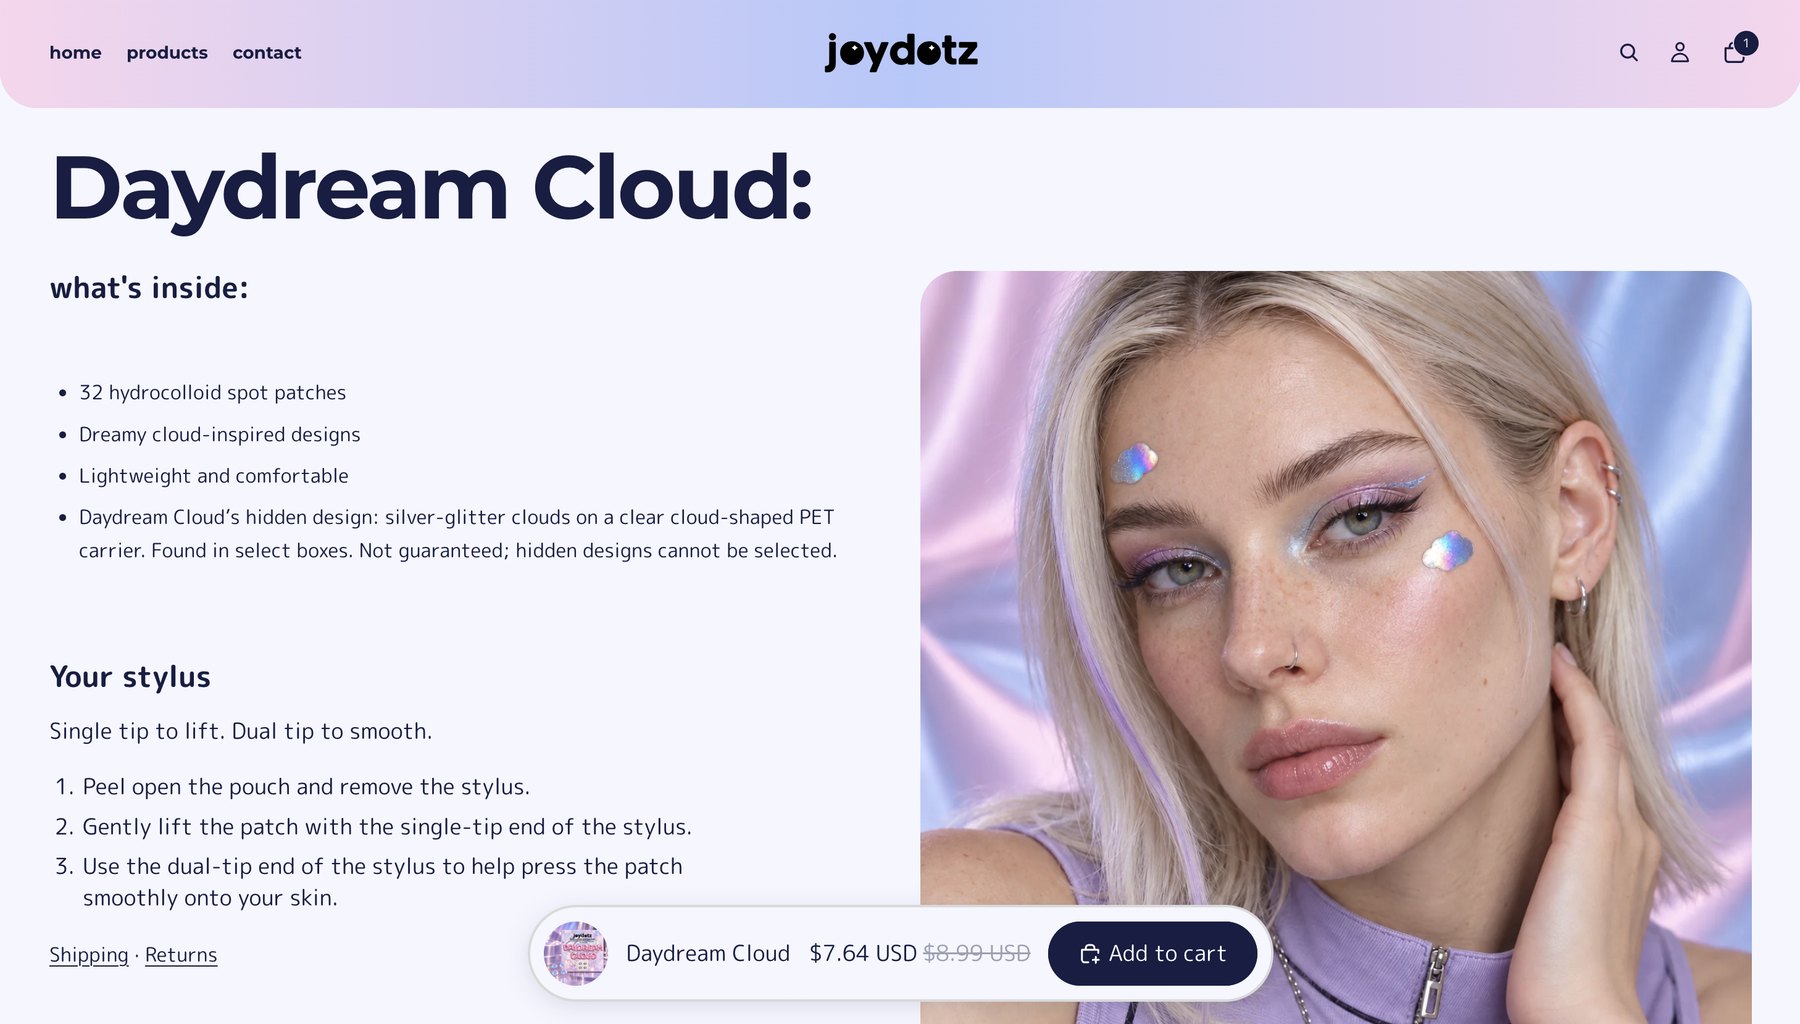 home products contact
joydotz
1
Daydream Cloud:
what's inside:
• 32 hydrocolloid spot patches
• Dreamy cloud-inspired designs
• Lightweight and comfortable
• Daydream Cloud’s hidden design: silver-glitter clouds on a clear cloud-shaped PET
carrier. Found in select boxes. Not guaranteed; hidden designs cannot be selected.
Your stylus
Single tip to lift. Dual tip to smooth.
1. Peel open the pouch and remove the stylus.
2. Gently lift the patch with the single-tip end of the stylus.
3. Use the dual-tip end of the stylus to help press the patch
smoothly onto your skin.
Shipping · Returns
joydotz
DAYDREAM
CLOUD
Daydream Cloud $7.64 USD $8.99 USD Add to cart